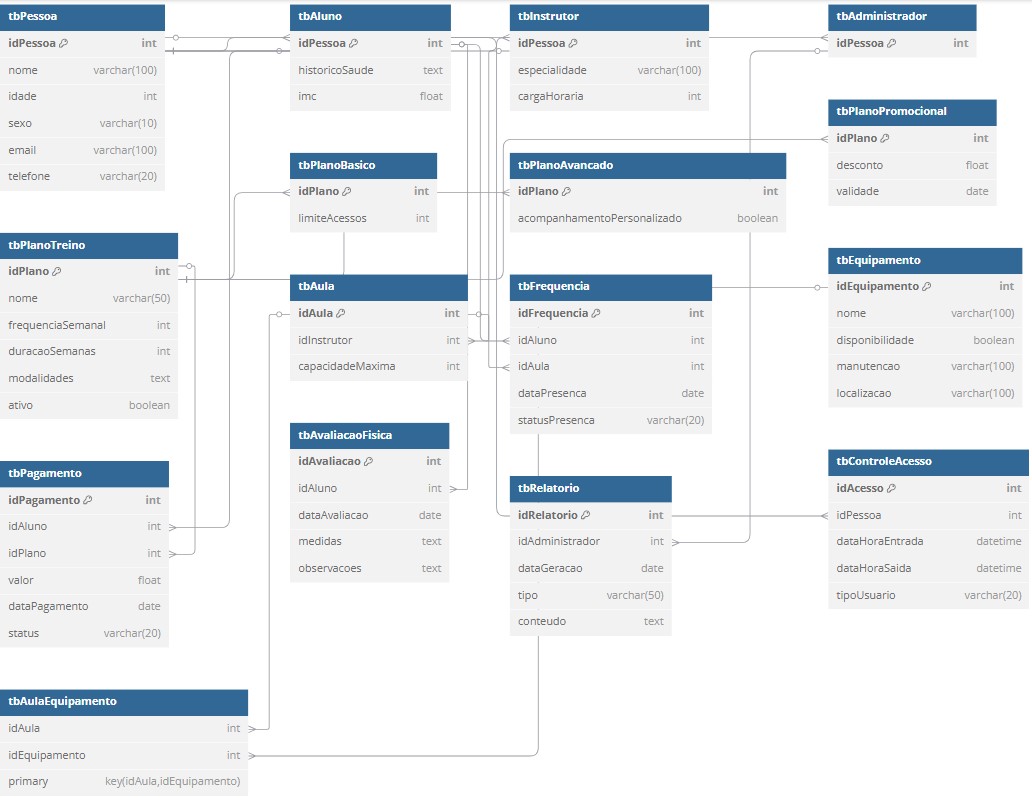 tbPessoa
idPessoa int
nome varchar(100)
idade int
sexo varchar(10)
email varchar(100)
telefone varchar(20)
tbAluno
idPessoa int
historicoSaude text
imc float
tbInstrutor
idPessoa int
especialidade varchar(100)
cargaHoraria int
tbAdministrador
idPessoa int
tbPlanoPromocional
idPlano int
desconto float
validade date
tbPlanoBasico
idPlano int
limiteAcessos int
tbPlanoAvancado
idPlano int
acompanhamentoPersonalizado boolean
tbPlanoTreino
idPlano int
nome varchar(50)
frequenciaSemanal int
duracaoSemanas int
modalidades text
ativo boolean
tbAula
idAula int
idInstrutor int
capacidadeMaxima int
tbFrequencia
idFrequencia int
idAluno int
idAula int
dataPresenca date
statusPresenca varchar(20)
tbEquipamento
idEquipamento int
nome varchar(100)
disponibilidade boolean
manutencao varchar(100)
localizacao varchar(100)
tbPagamento
idPagamento int
idAluno int
idPlano int
valor float
dataPagamento date
status varchar(20)
tbAvaliacaoFisica
idAvaliacao int
idAluno int
dataAvaliacao date
medidas text
observacoes text
tbRelatorio
idRelatorio int
idAdministrador int
dataGeracao date
tipo varchar(50)
conteudo text
tbControleAcesso
idAcesso int
idPessoa int
dataHoraEntrada datetime
dataHoraSaida datetime
tipoUsuario varchar(20)
tbAulaEquipamento
idAula int
idEquipamento int
primary key(idAula,idEquipamento)